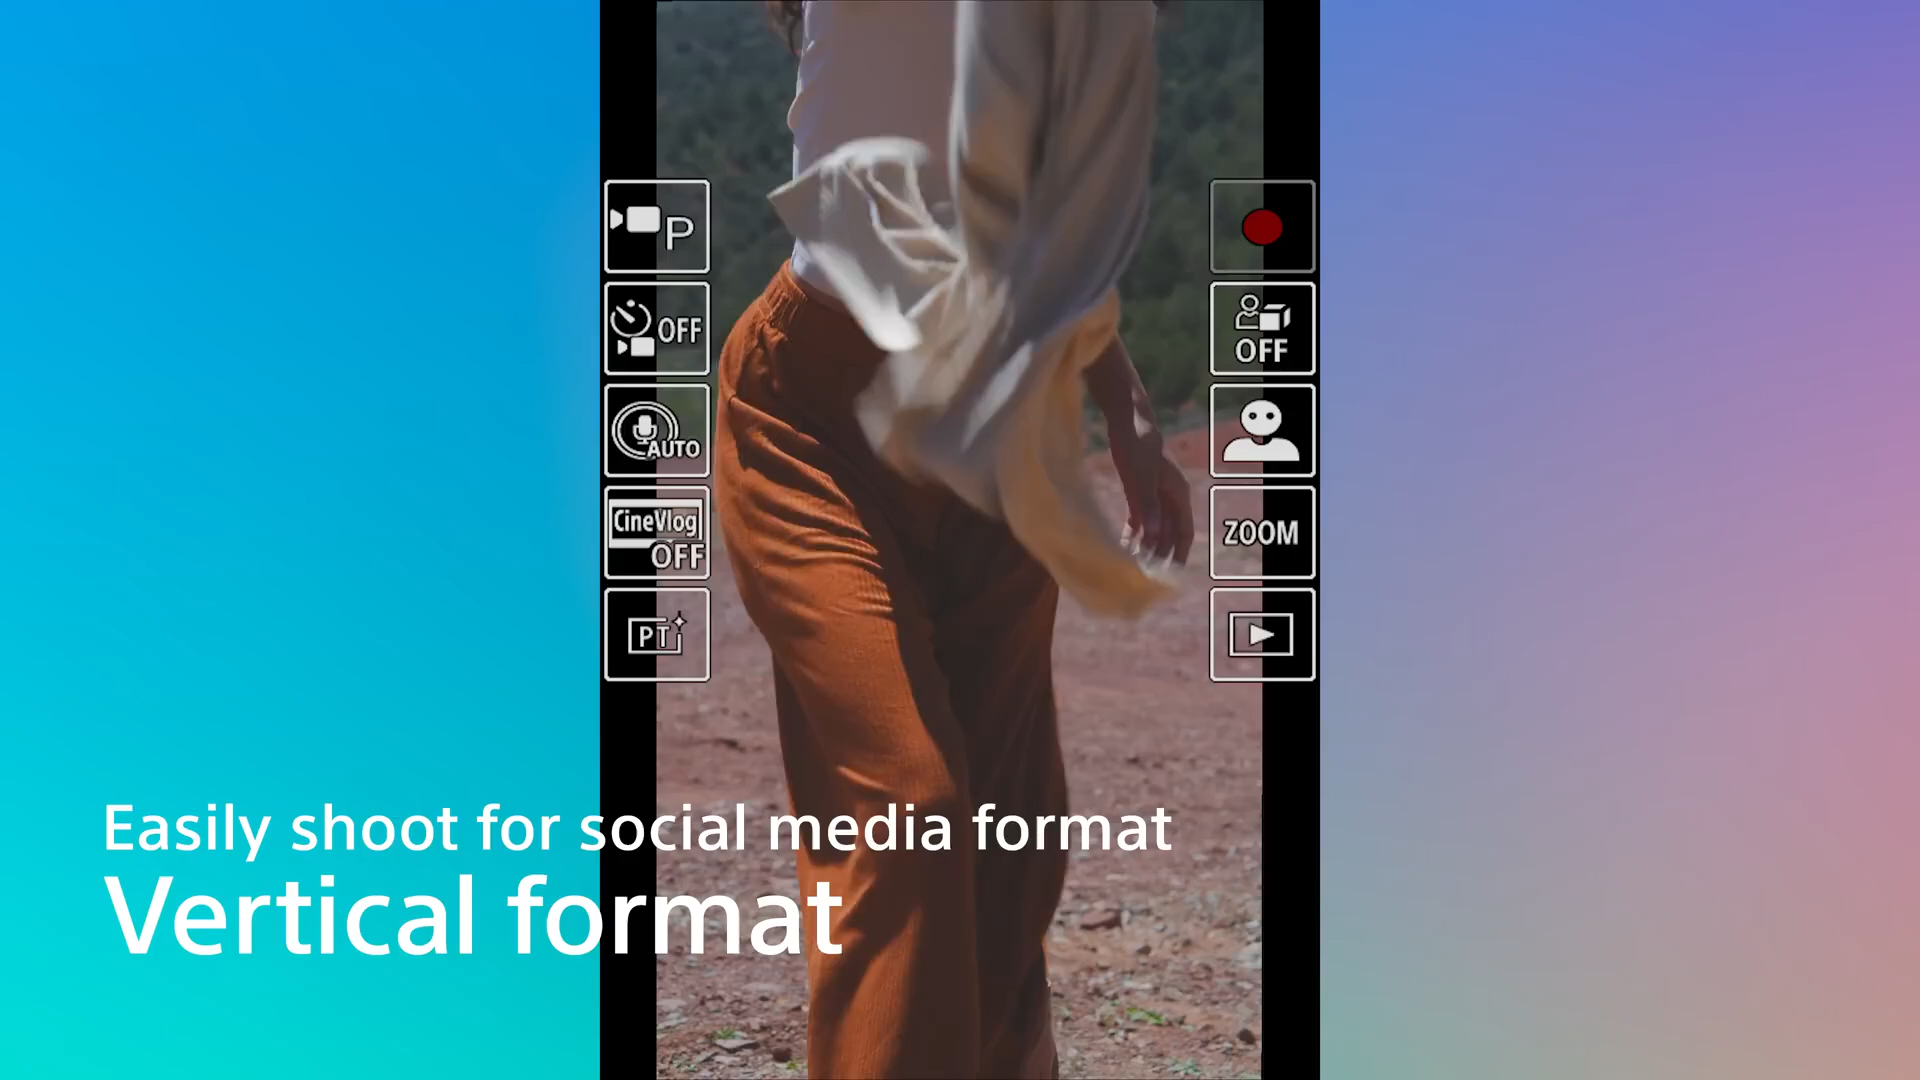 P
OFF
OFF
AUTO
CineVlog
OFF
ZOOM
PT
Easily shoot for social media format
Vertical format